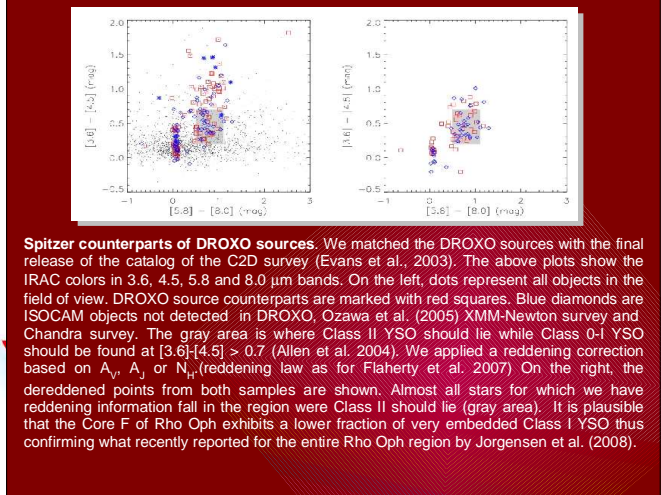 2.0
1.5
1.0
0.5
0.0
−0.5
[3.6] − [4.5] (mag)
−1 0 1 2 3
[5.8] − [8.0] (mag)
2.0
1.5
1.0
0.5
0.0
−0.5
[3.6] − [4.5] (mag)
−1 0 1 2 3
[5.8] − [8.0] (mag)
Spitzer counterparts of DROXO sources. We matched the DROXO sources with the final
release of the catalog of the C2D survey (Evans et al., 2003). The above plots show the
IRAC colors in 3.6, 4.5, 5.8 and 8.0 μm bands. On the left, dots represent all objects in the
field of view. DROXO source counterparts are marked with red squares. Blue diamonds are
ISOCAM objects not detected in DROXO, Ozawa et al. (2005) XMM-Newton survey and
Chandra survey. The gray area is where Class II YSO should lie while Class 0-I YSO
should be found at [3.6]-[4.5] > 0.7 (Allen et al. 2004). We applied a reddening correction
based on AV, AJ or NH.(reddening law as for Flaherty et al. 2007) On the right, the
dereddened points from both samples are shown. Almost all stars for which we have
reddening information fall in the region were Class II should lie (gray area). It is plausible
that the Core F of Rho Oph exhibits a lower fraction of very embedded Class I YSO thus
confirming what recently reported for the entire Rho Oph region by Jorgensen et al. (2008).